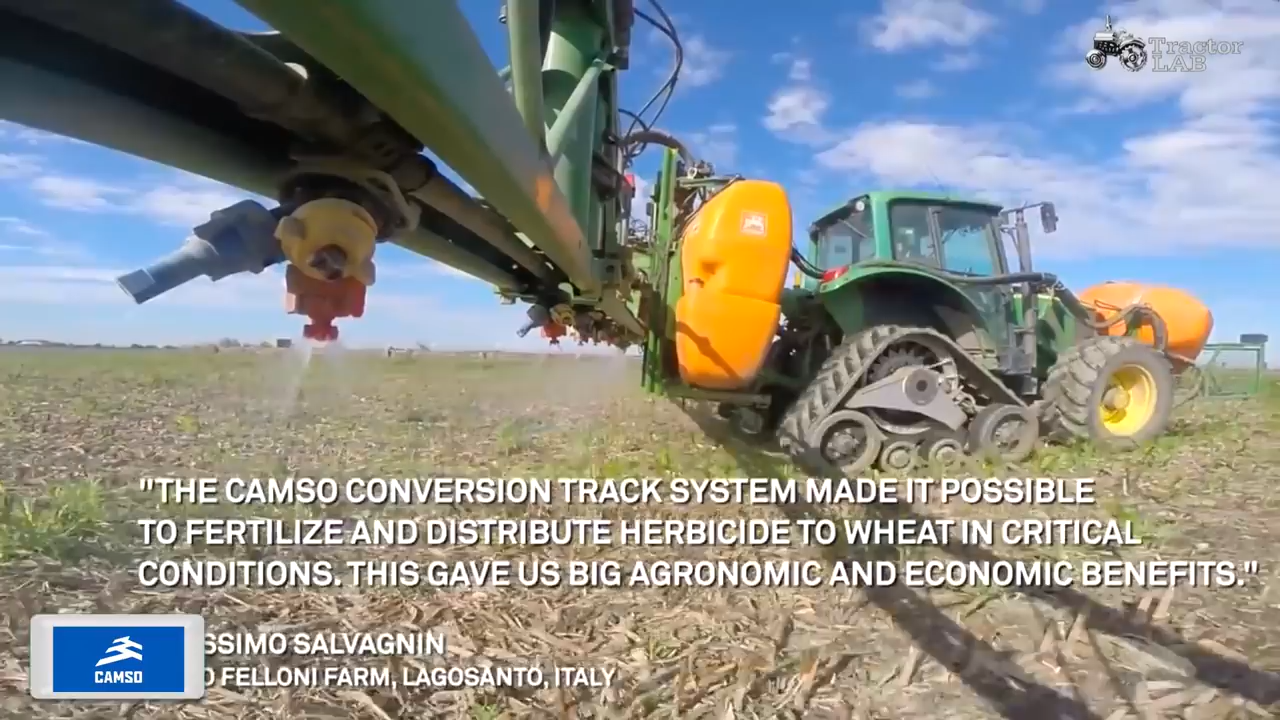 Tractor
LAB
"THE CAMSO CONVERSION TRACK SYSTEM MADE IT POSSIBLE
TO FERTILIZE AND DISTRIBUTE HERBICIDE TO WHEAT IN CRITICAL
CONDITIONS. THIS GAVE US BIG AGRONOMIC AND ECONOMIC BENEFITS."
SSIMO SALVAGNIN
O FELLONI FARM, LAGOSANTO, ITALY
CAMSO